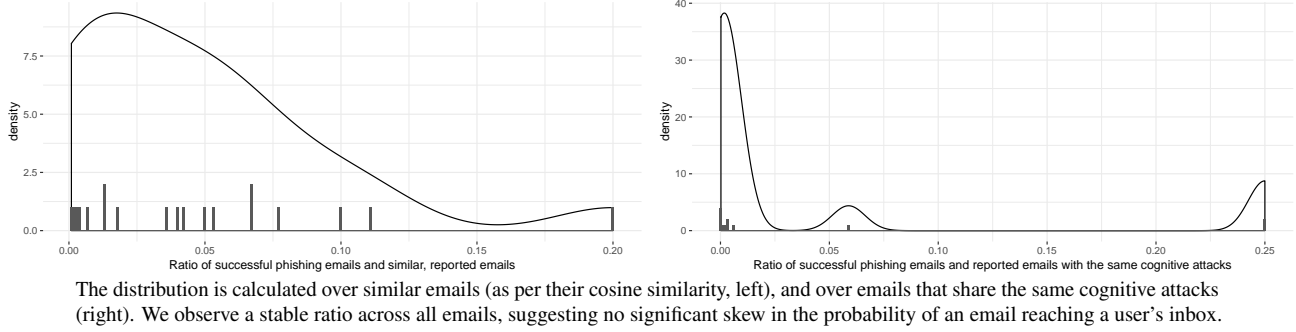 density
7.5
5.0
2.5
0.0
0.00 0.05 0.10 0.15 0.20
Ratio of successful phishing emails and similar, reported emails
density
40
30
20
10
0
0.00 0.05 0.10 0.15 0.20 0.25
Ratio of successful phishing emails and reported emails with the same cognitive attacks
The distribution is calculated over similar emails (as per their cosine similarity, left), and over emails that share the same cognitive attacks
(right). We observe a stable ratio across all emails, suggesting no significant skew in the probability of an email reaching a user's inbox.